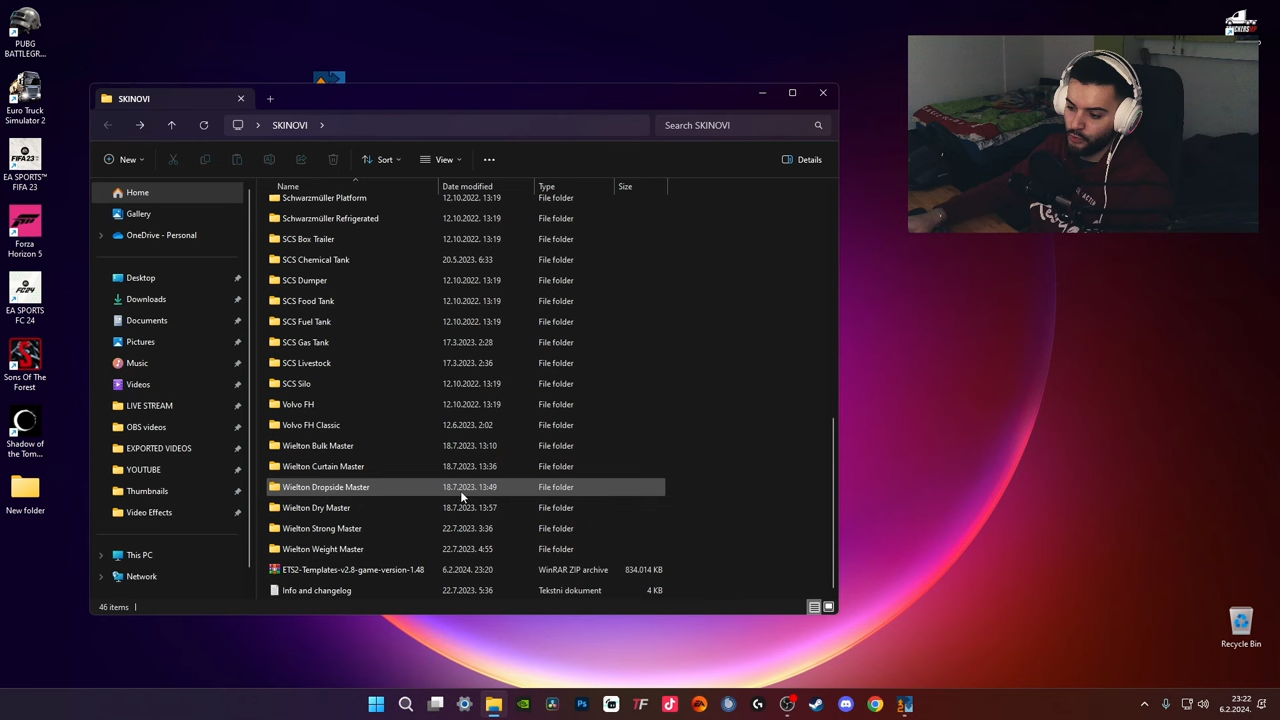 PUBG
BATTLEGR...
Euro Truck
Simulator 2
EA SPORTS™
FIFA 23
Forza
Horizon 5
EA SPORTS
FC 24
Sons Of The
Forest
Shadow of
the Tom...
New folder
SKINOVI
SKINOVI
Search SKINOVI
New
Sort
View
Details
Name
Date modified
Type
Size
Home
Gallery
OneDrive - Personal
Desktop
Downloads
Documents
Pictures
Music
Videos
LIVE STREAM
OBS videos
EXPORTED VIDEOS
YOUTUBE
Thumbnails
Video Effects
This PC
Network
Schwarzmüller Platform 12.10.2022. 13:19 File folder
Schwarzmüller Refrigerated 12.10.2022. 13:19 File folder
SCS Box Trailer 12.10.2022. 13:19 File folder
SCS Chemical Tank 20.5.2023. 6:33 File folder
SCS Dumper 12.10.2022. 13:19 File folder
SCS Food Tank 12.10.2022. 13:19 File folder
SCS Fuel Tank 12.10.2022. 13:19 File folder
SCS Gas Tank 17.3.2023. 2:28 File folder
SCS Livestock 17.3.2023. 2:36 File folder
SCS Silo 12.10.2022. 13:19 File folder
Volvo FH 12.10.2022. 13:19 File folder
Volvo FH Classic 12.6.2023. 2:02 File folder
Wielton Bulk Master 18.7.2023. 13:10 File folder
Wielton Curtain Master 18.7.2023. 13:36 File folder
Wielton Dropside Master 18.7.2023. 13:49 File folder
Wielton Dry Master 18.7.2023. 13:57 File folder
Wielton Strong Master 22.7.2023. 3:36 File folder
Wielton Weight Master 22.7.2023. 4:55 File folder
ETS2-Templates-v2.8-game-version-1.48 6.2.2024. 23:20 WinRAR ZIP archive 834.014 KB
Info and changelog 22.7.2023. 5:36 Tekstni dokument 4 KB
46 items
Recycle Bin
23:22
6.2.2024.